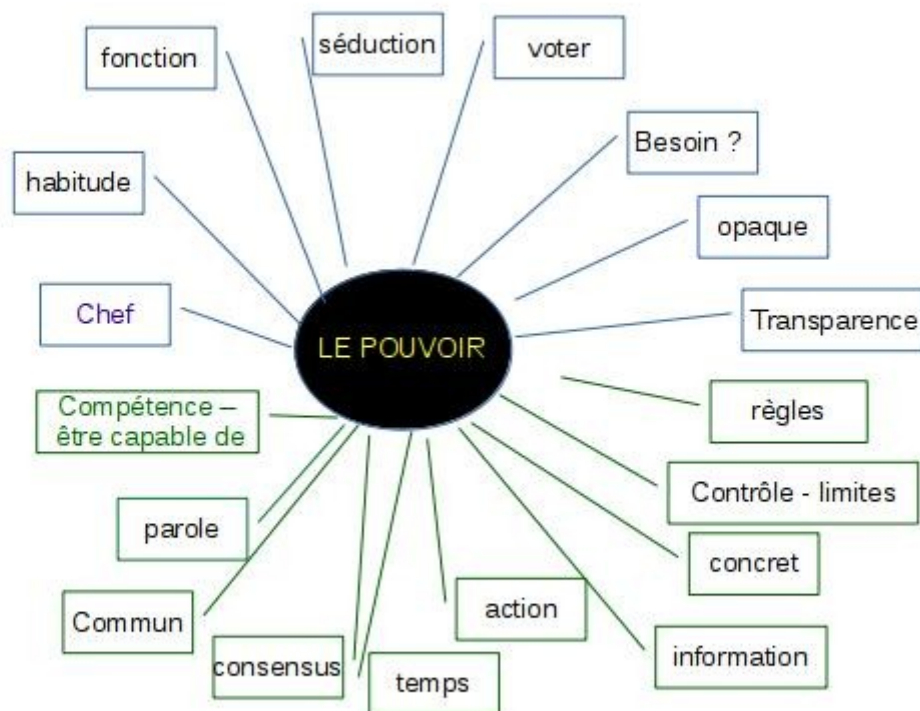 séduction
voter
fonction
Besoin ?
habitude
opaque
Chef
Transparence
LE POUVOIR
Compétence –
être capable de
règles
Contrôle - limites
parole
concret
action
Commun
information
consensus
temps